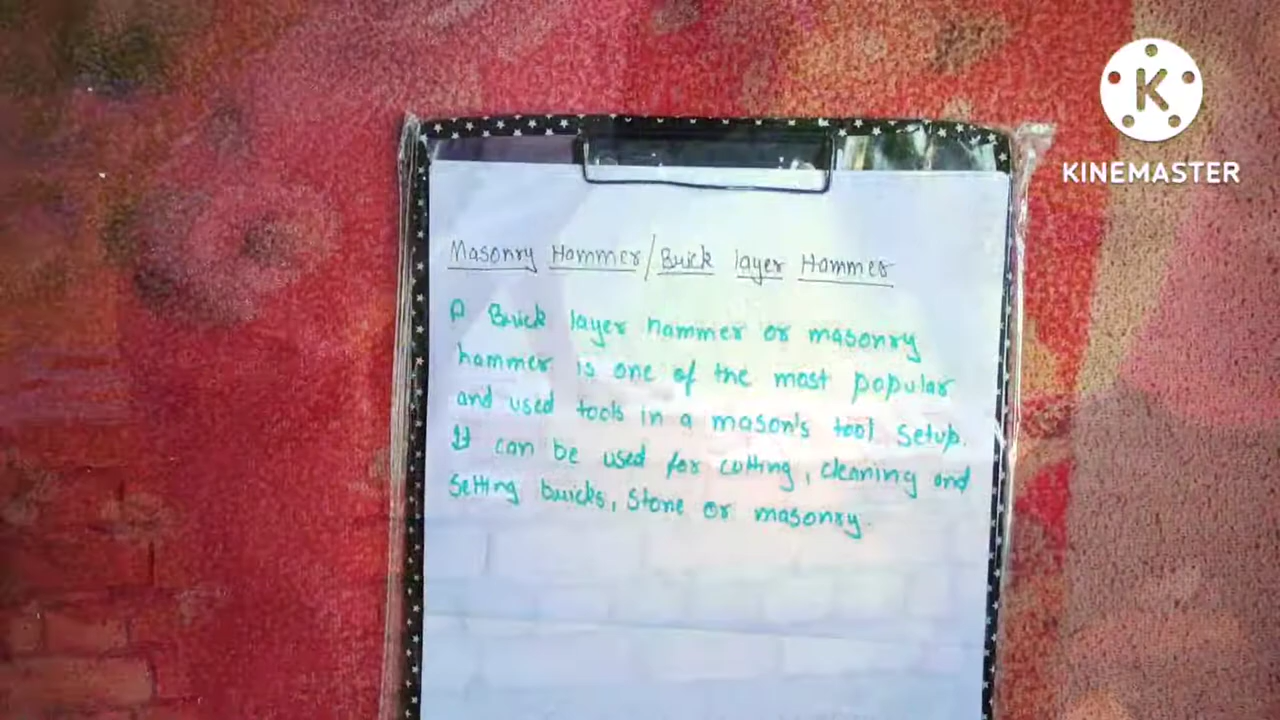 KINEMASTER
Masonry Hammer/Brick layer Hammer
A Brick layer hammer or masonry
hammer is one of the most popular
and used tools in a mason's tool setup.
It can be used for cutting, cleaning and
setting bricks, stone or masonry.